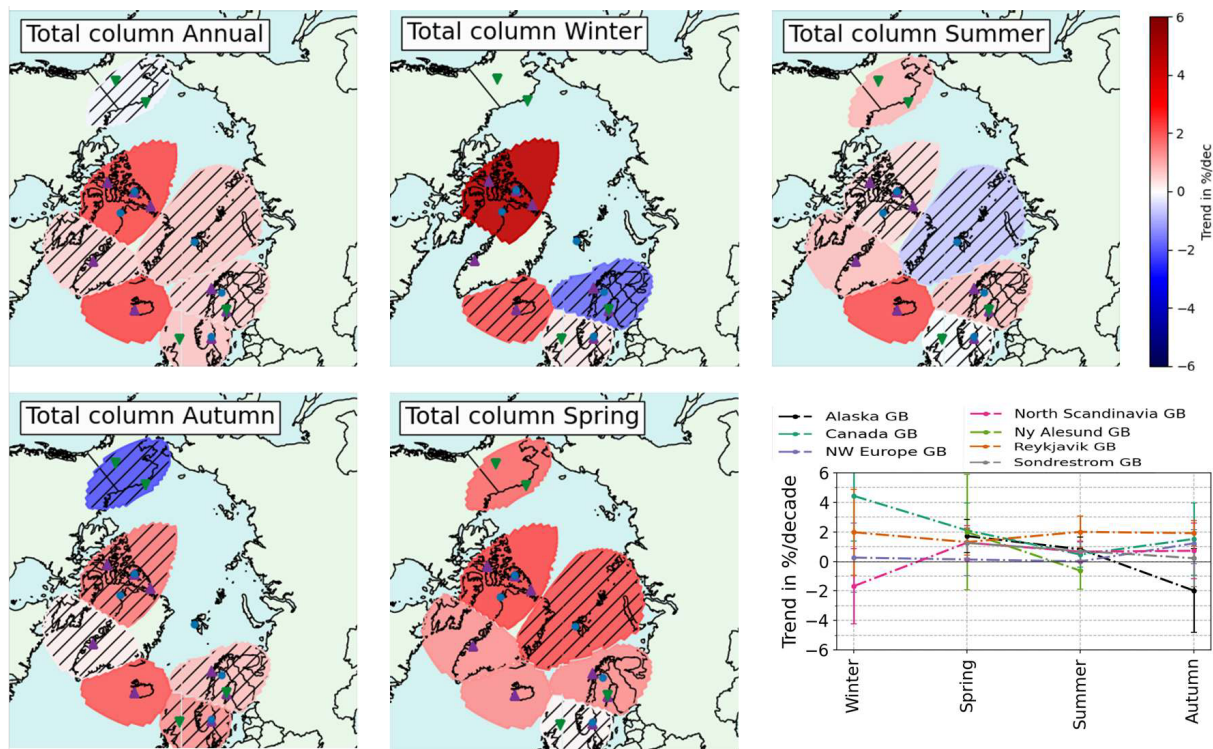 Total column Annual
Total column Winter
Total column Summer
6
4
2
0
−2
−4
−6
Trend in %/dec
Total column Autumn
Total column Spring
Alaska GB
Canada GB
NW Europe GB
North Scandinavia GB
Ny Alesund GB
Reykjavik GB
Sondrestrom GB
Trend in %/decade
6
4
2
0
−2
−4
−6
Winter
Spring
Summer
Autumn